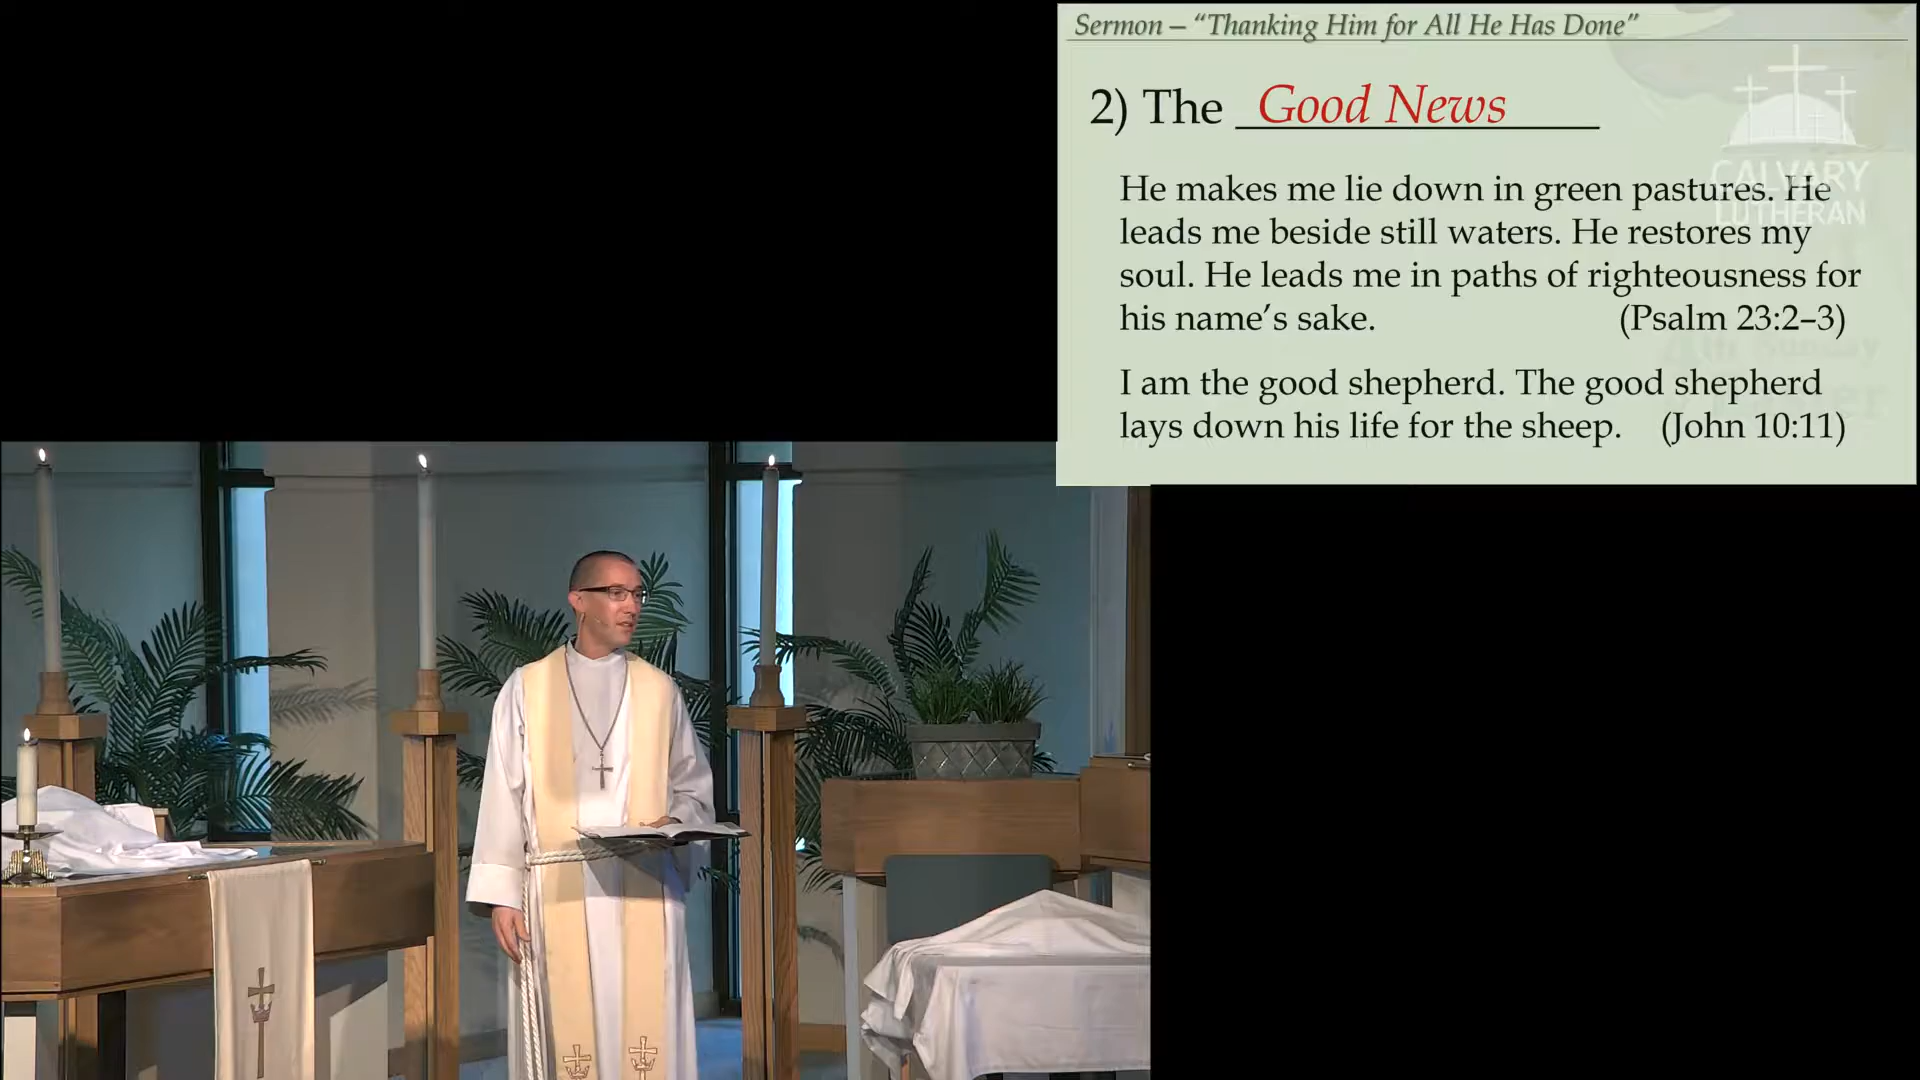 Sermon – “Thanking Him for All He Has Done”
2) The Good News
CALVARY
LUTHERAN
He makes me lie down in green pastures. He
leads me beside still waters. He restores my
soul. He leads me in paths of righteousness for
his name’s sake. (Psalm 23:2–3)
4th Sunday
I am the good shepherd. The good shepherd
lays down his life for the sheep. (John 10:11)